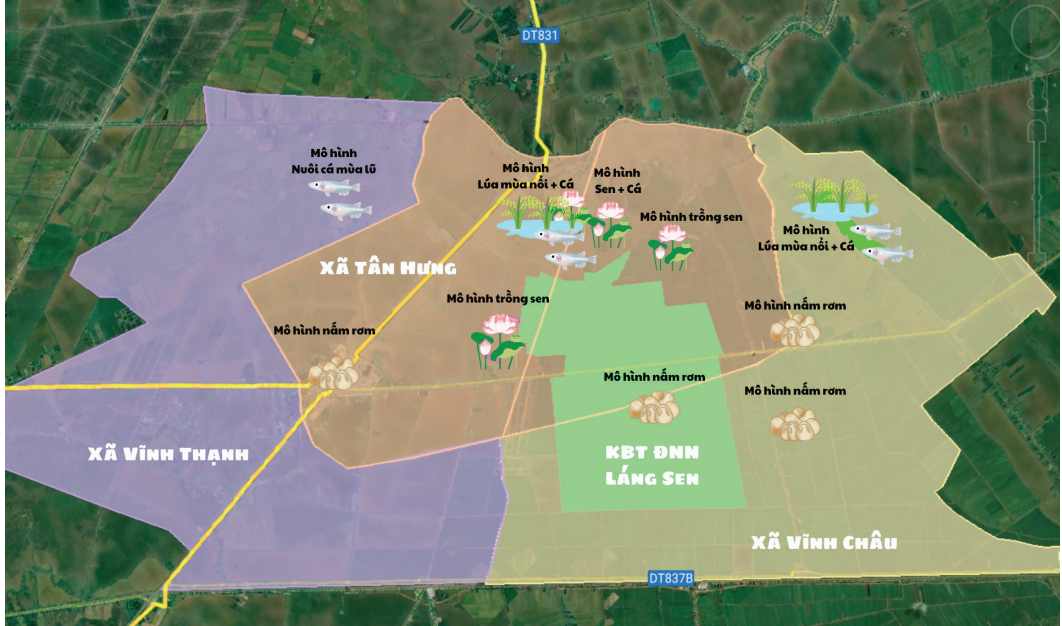 DT831
Mô hình
Nuôi cá mùa lũ
Mô hình
Lúa mùa nổi + Cá
Mô hình
Sen + Cá
Mô hình trồng sen
Mô hình
Lúa mùa nổi + Cá
Xã Tân Hưng
Mô hình trồng sen
Mô hình nấm rơm
Mô hình nấm rơm
Mô hình nấm rơm
Mô hình nấm rơm
Xã Vĩnh Thạnh
KBT ĐNN
Láng Sen
Xã Vĩnh Châu
DT837B